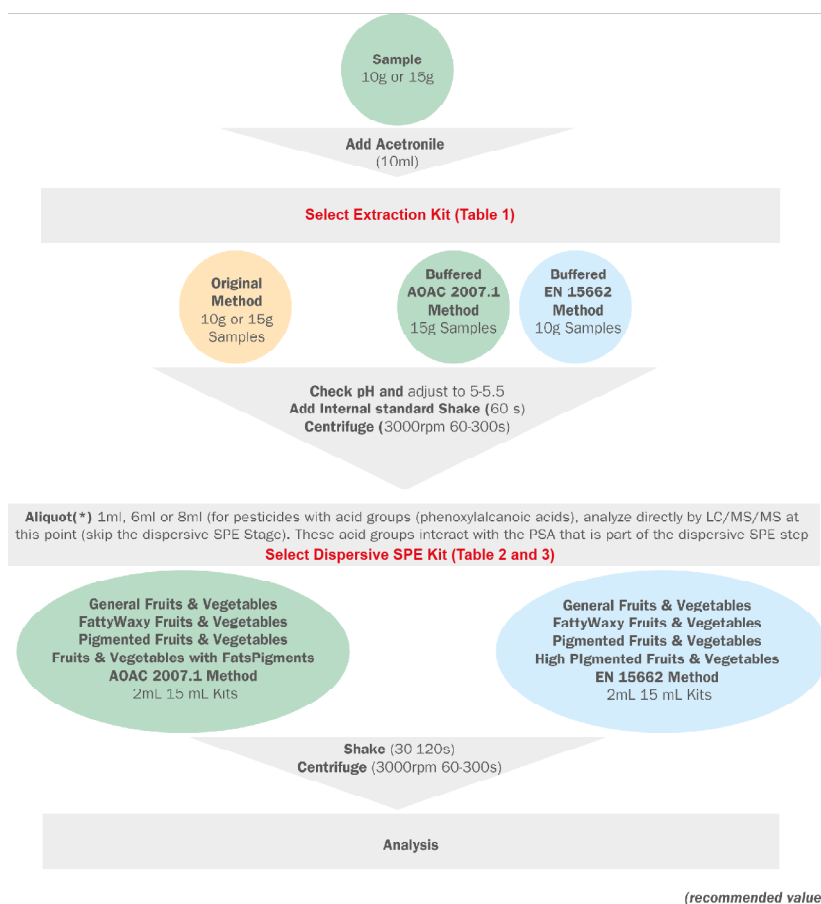 Sample
10g or 15g
Add Acetronile
(10ml)
Select Extraction Kit (Table 1)
Original
Method
10g or 15g
Samples
Buffered
AOAC 2007.1
Method
15g Samples
Buffered
EN 15662
Method
10g Samples
Check pH and adjust to 5-5.5
Add Internal standard Shake (60 s)
Centrifuge (3000rpm 60-300s)
Aliquot(*) 1ml, 6ml or 8ml (for pesticides with acid groups (phenoxylalcanoic acids), analyze directly by LC/MS/MS at
this point (skip the dispersive SPE Stage). These acid groups interact with the PSA that is part of the dispersive SPE step
Select Dispersive SPE Kit (Table 2 and 3)
General Fruits & Vegetables
FattyWaxy Fruits & Vegetables
Pigmented Fruits & Vegetables
Fruits & Vegetables with FatsPigments
AOAC 2007.1 Method
2mL 15 mL Kits
General Fruits & Vegetables
FattyWaxy Fruits & Vegetables
Pigmented Fruits & Vegetables
High PIgmented Fruits & Vegetables
EN 15662 Method
2mL 15 mL Kits
Shake (30 120s)
Centrifuge (3000rpm 60-300s)
Analysis
(recommended value